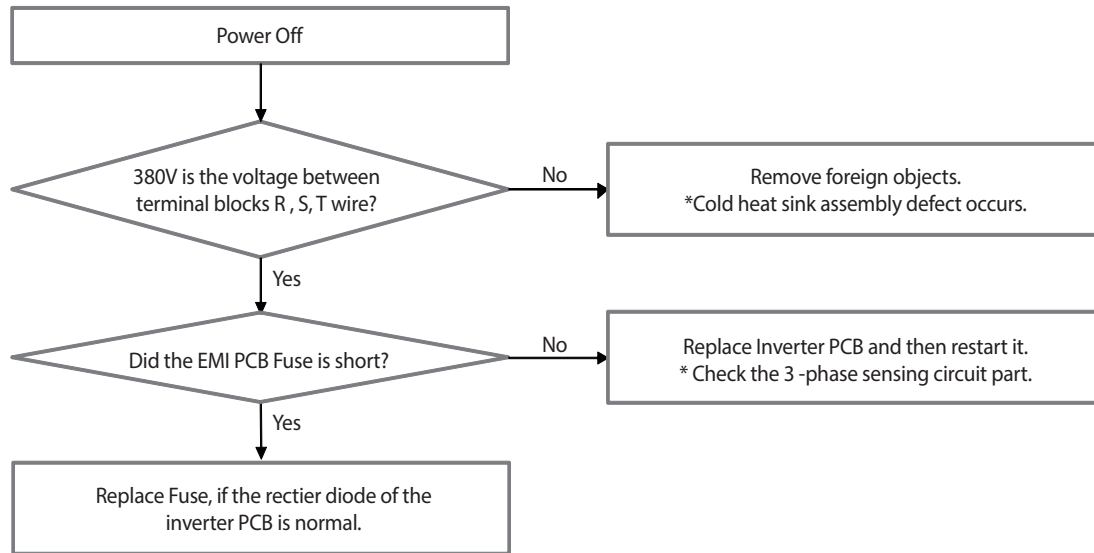 Power Off
380V is the voltage between
terminal blocks R , S, T wire?
No
Remove foreign objects.
*Cold heat sink assembly defect occurs.
Yes
Did the EMI PCB Fuse is short?
No
Replace Inverter PCB and then restart it.
* Check the 3 -phase sensing circuit part.
Yes
Replace Fuse, if the rectier diode of the
inverter PCB is normal.